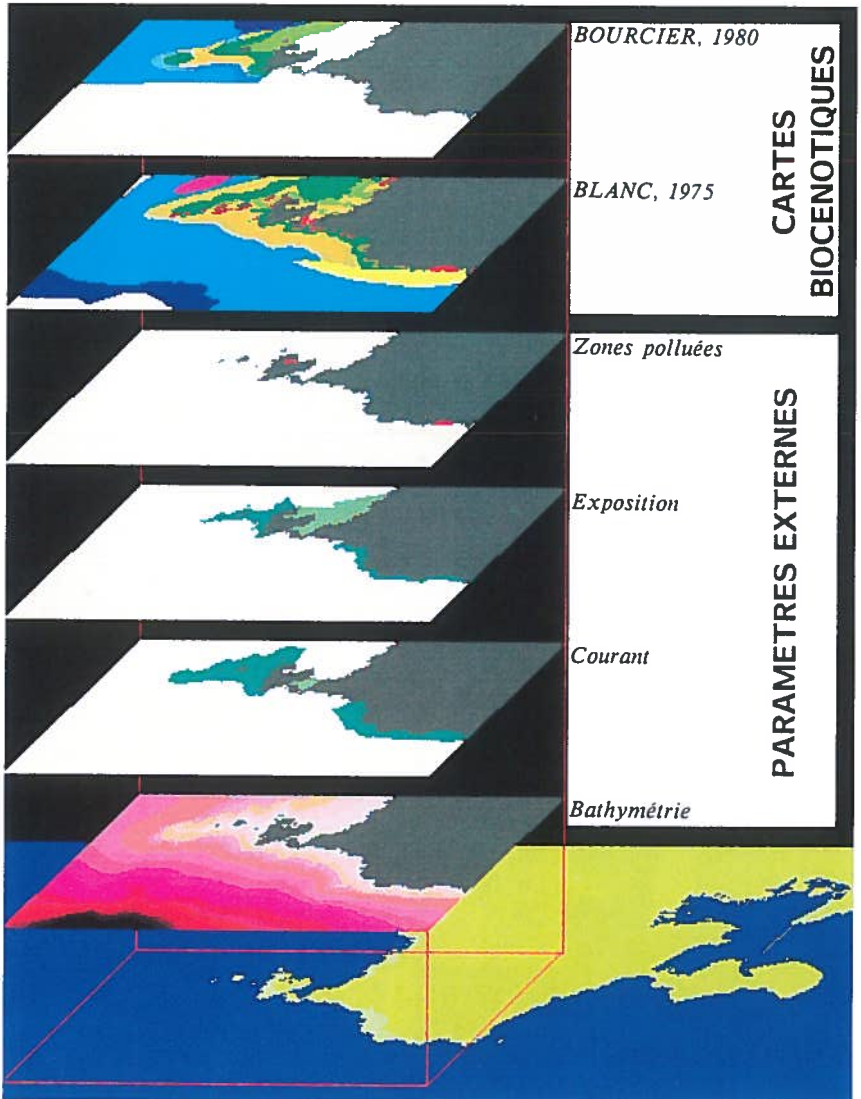 BOURCIER, 1980
BLANC, 1975
CARTES
BIOCENOTIQUES
Zones polluées
Exposition
Courant
Bathymétrie
PARAMETRES EXTERNES